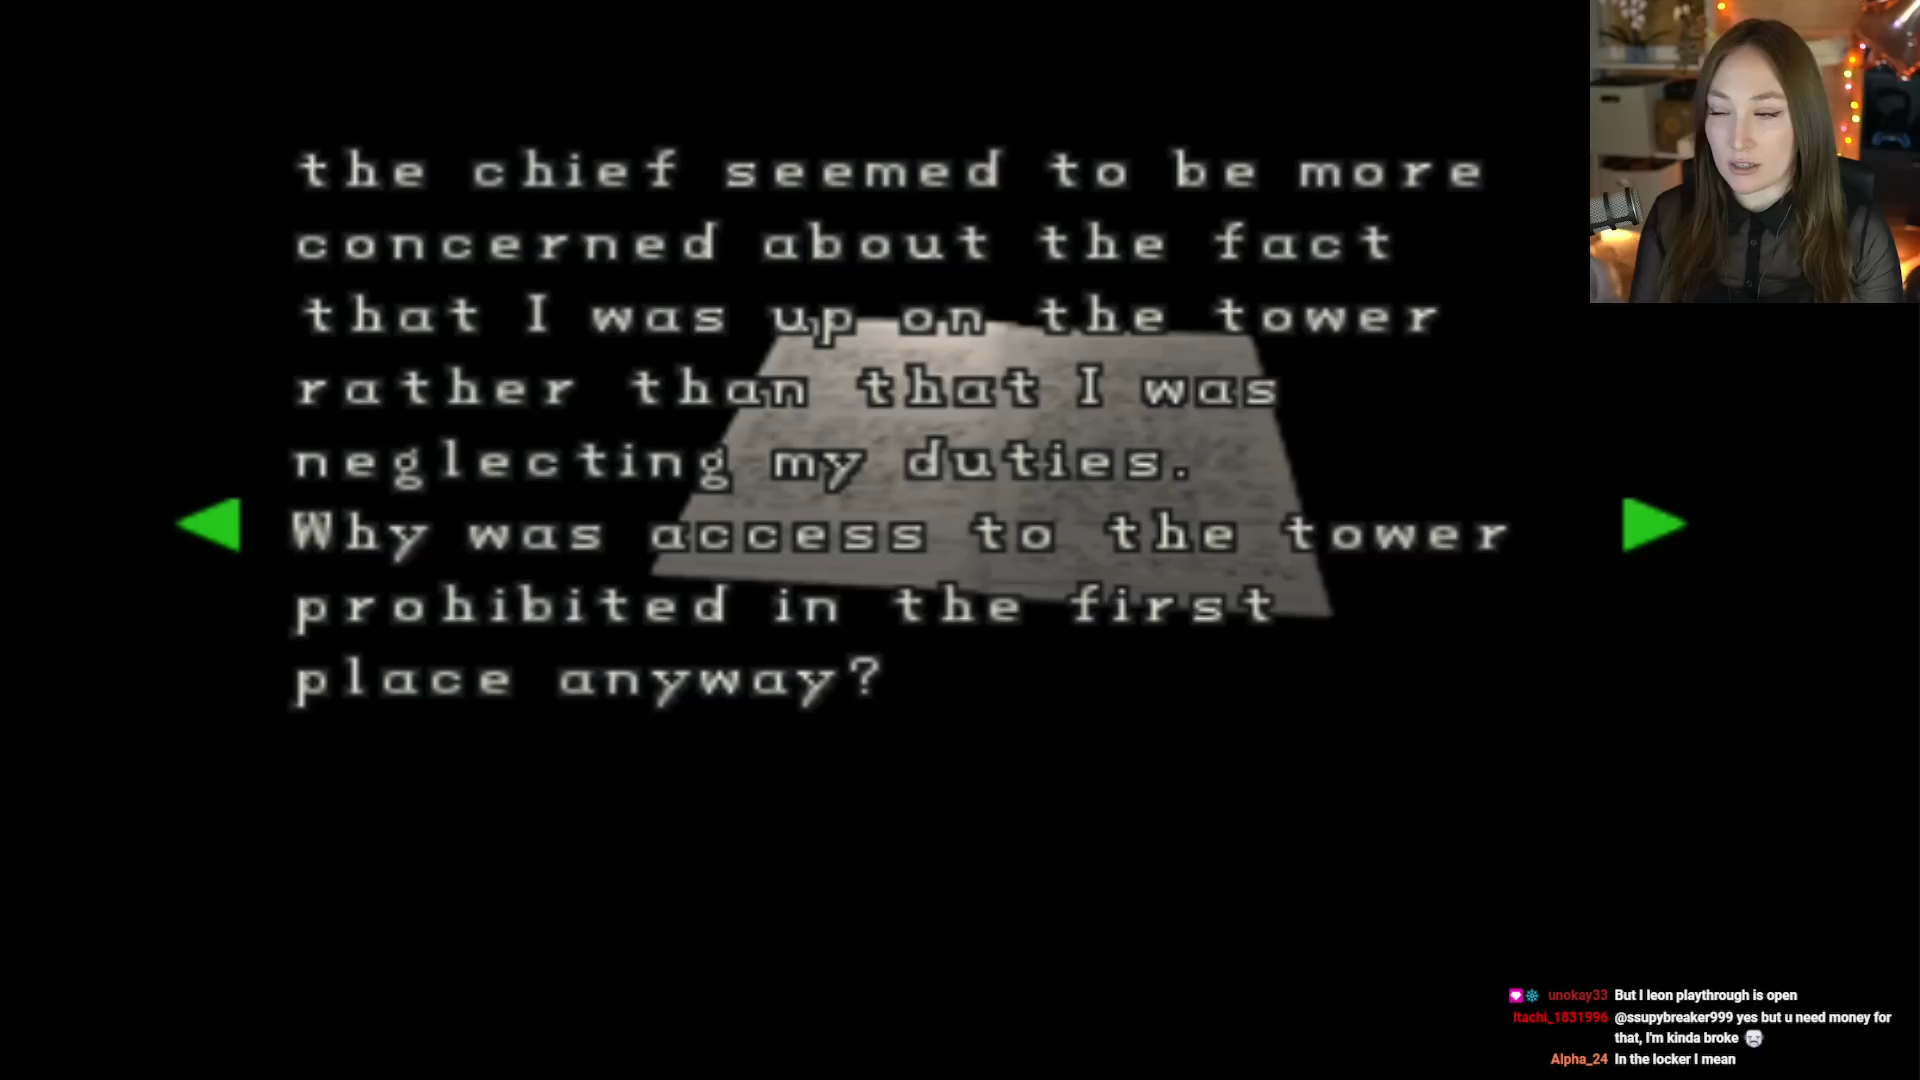 the chief seemed to be more
concerned about the fact
that I was up on the tower
rather than that I was
neglecting my duties.
Why was access to the tower
prohibited in the first
place anyway?
unokay33 But I leon playthrough is open
Itachi_1831996 @ssupybreaker999 yes but u need money for
that, I'm kinda broke
Alpha_24 In the locker I mean